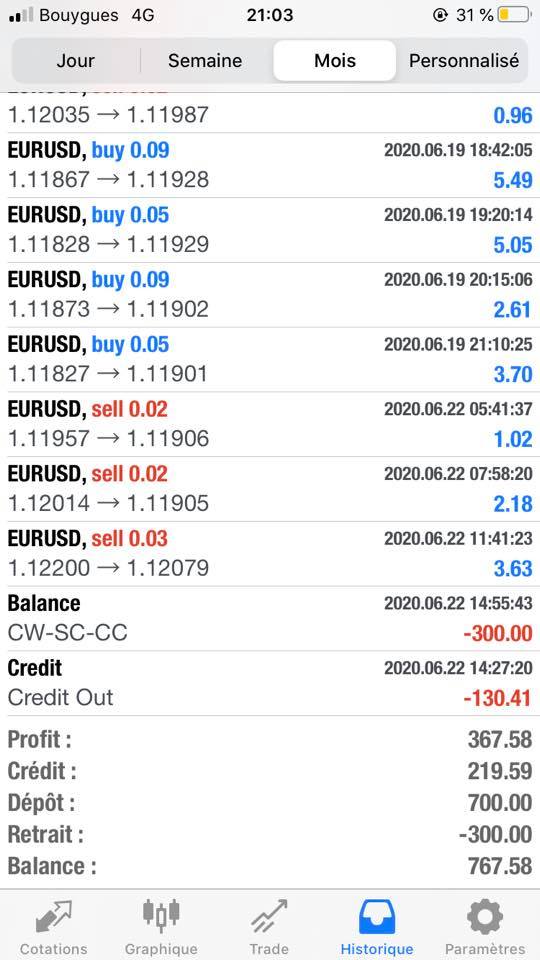 Bouygues 4G 21:03 31 %
Jour Semaine Mois Personnalisé
1.12035 → 1.11987 0.96
EURUSD, buy 0.09 2020.06.19 18:42:05
1.11867 → 1.11928 5.49
EURUSD, buy 0.05 2020.06.19 19:20:14
1.11828 → 1.11929 5.05
EURUSD, buy 0.09 2020.06.19 20:15:06
1.11873 → 1.11902 2.61
EURUSD, buy 0.05 2020.06.19 21:10:25
1.11827 → 1.11901 3.70
EURUSD, sell 0.02 2020.06.22 05:41:37
1.11957 → 1.11906 1.02
EURUSD, sell 0.02 2020.06.22 07:58:20
1.12014 → 1.11905 2.18
EURUSD, sell 0.03 2020.06.22 11:41:23
1.12200 → 1.12079 3.63
Balance 2020.06.22 14:55:43
CW-SC-CC -300.00
Credit 2020.06.22 14:27:20
Credit Out -130.41
Profit : 367.58
Crédit : 219.59
Dépôt : 700.00
Retrait : -300.00
Balance : 767.58
Cotations Graphique Trade Historique Paramètres